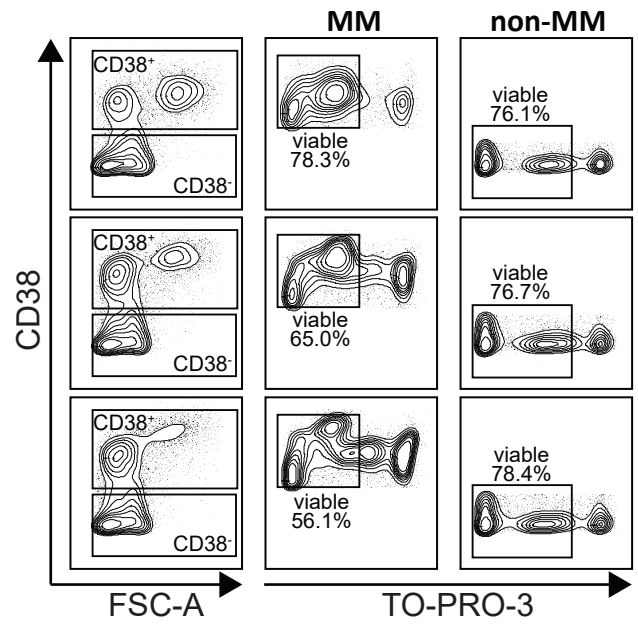 MM non-MM
CD38⁺
CD38⁻
viable
78.3%
viable
76.1%
CD38⁺
CD38⁻
viable
65.0%
viable
76.7%
CD38⁺
CD38⁻
viable
56.1%
viable
78.4%
CD38
FSC-A TO-PRO-3